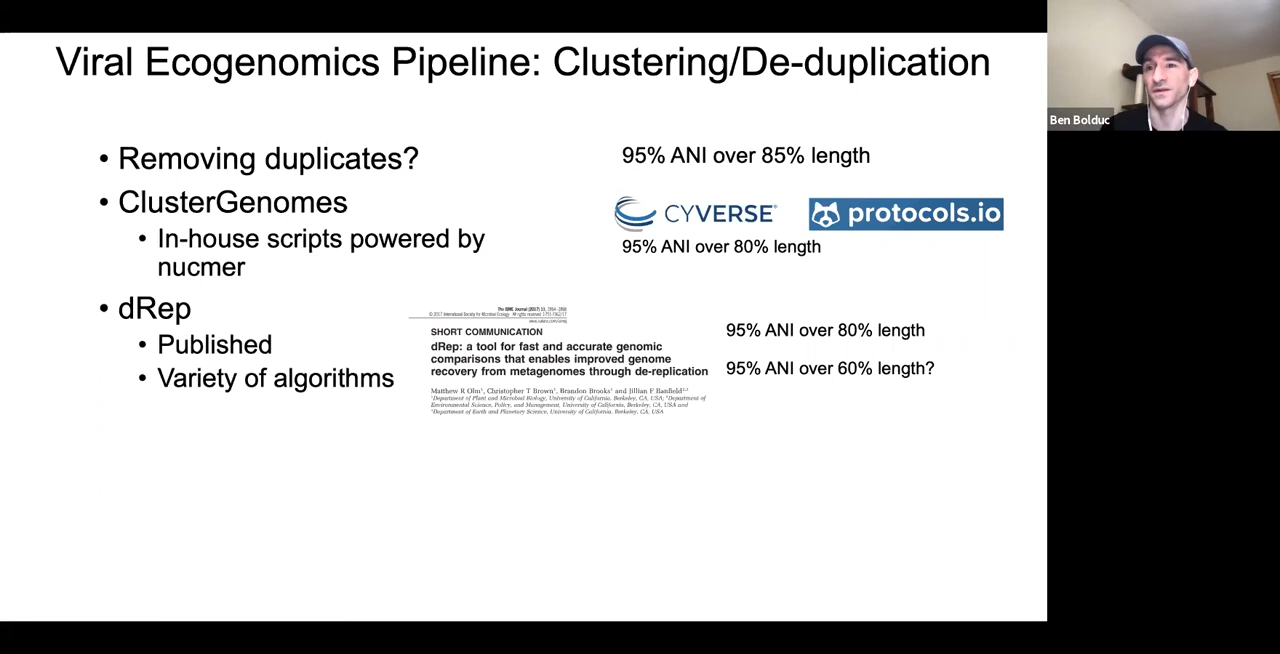 Viral Ecogenomics Pipeline: Clustering/De-duplication
Ben Bolduc
• Removing duplicates?
95% ANI over 85% length
• ClusterGenomes
CYVERSE®
protocols.io
• In-house scripts powered by
nucmer
95% ANI over 80% length
• dRep
• Published
• Variety of algorithms
The ISME Journal (2017) 11, 2864–2868
© 2017 International Society for Microbial Ecology All rights reserved 1751-7362/17
www.nature.com/ismej
SHORT COMMUNICATION
dRep: a tool for fast and accurate genomic
comparisons that enables improved genome
recovery from metagenomes through de-replication
Matthew R Olm¹, Christopher T Brown¹, Brandon Brooks¹ and Jillian F Banfield²,³
¹Department of Plant and Microbial Biology, University of California, Berkeley, CA, USA; ²Department of
Environmental Science, Policy, and Management, University of California, Berkeley, CA, USA and
³Department of Earth and Planetary Science, University of California, Berkeley, CA, USA
95% ANI over 80% length
95% ANI over 60% length?